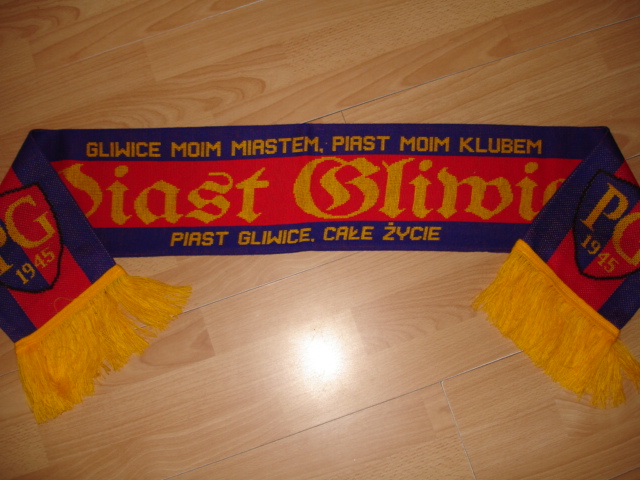 GLIWICE MOIM MIASTEM, PIAST MOIM KLUBEM
Piast Gliwic
PIAST GLIWICE, CAŁE ŻYCIE
PG
1945
PG
1945